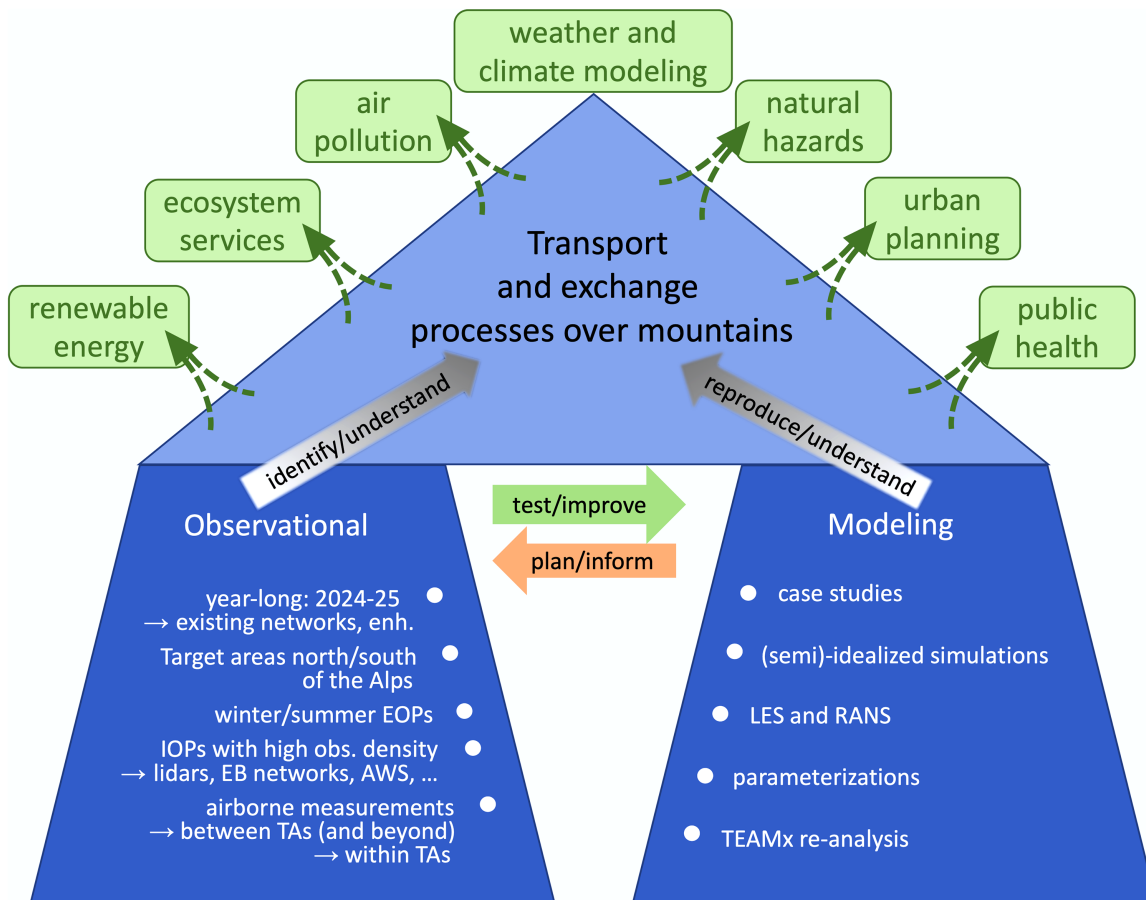 weather and
climate modeling
air
pollution
natural
hazards
ecosystem
services
urban
planning
renewable
energy
public
health
Transport
and exchange
processes over mountains
identify/understand
reproduce/understand
test/improve
plan/inform
Observational
year-long: 2024-25
→ existing networks, enh.
Target areas north/south
of the Alps
winter/summer EOPs
IOPs with high obs. density
→ lidars, EB networks, AWS, ...
airborne measurements
→ between TAs (and beyond)
→ within TAs
Modeling
case studies
(semi)-idealized simulations
LES and RANS
parameterizations
TEAMx re-analysis